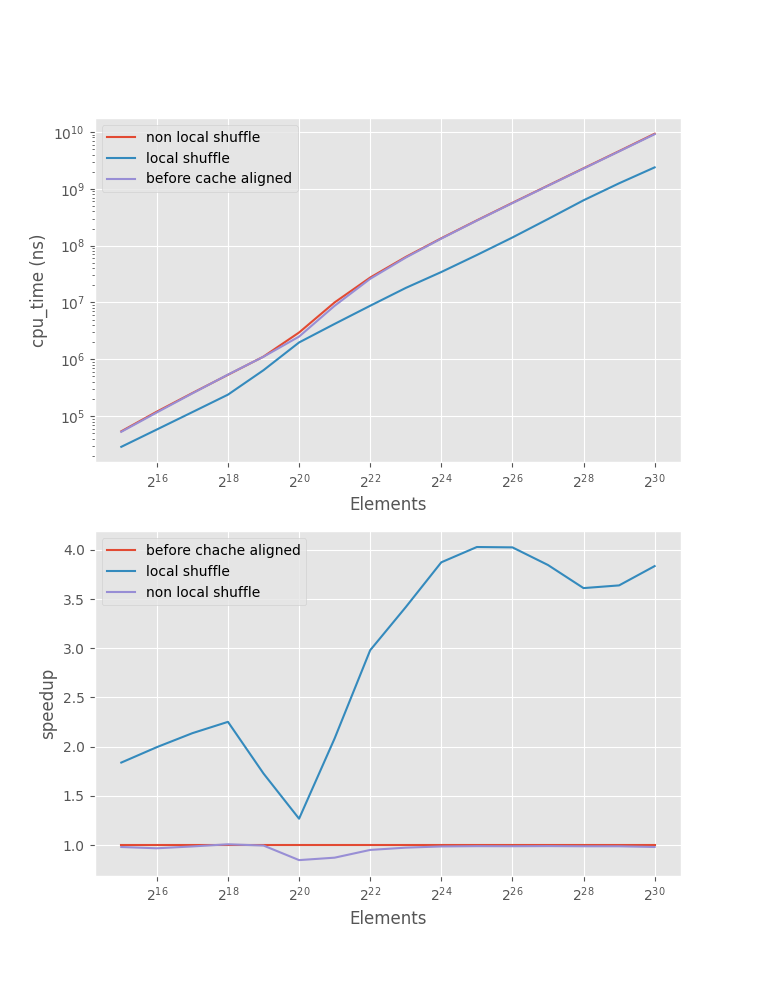 non local shuffle
local shuffle
before cache aligned
10^10
10^9
10^8
10^7
10^6
10^5
cpu_time (ns)
2^16 2^18 2^20 2^22 2^24 2^26 2^28 2^30
Elements
before chache aligned
local shuffle
non local shuffle
4.0
3.5
3.0
2.5
2.0
1.5
1.0
speedup
2^16 2^18 2^20 2^22 2^24 2^26 2^28 2^30
Elements